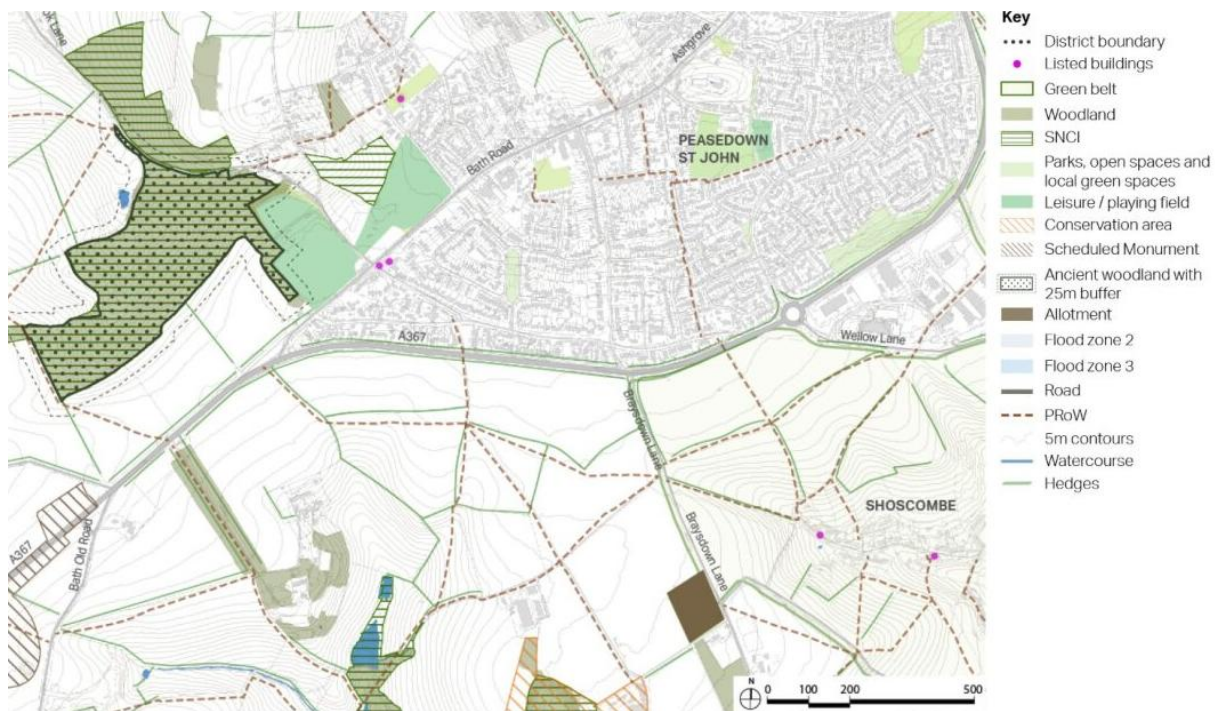 Key
District boundary
Listed buildings
Green belt
Woodland
SNCI
Parks, open spaces and
local green spaces
Leisure / playing field
Conservation area
Scheduled Monument
Ancient woodland with
25m buffer
Allotment
Flood zone 2
Flood zone 3
Road
PRoW
5m contours
Watercourse
Hedges
Lane
Ashgrove
Bath Road
PEASEDOWN
ST JOHN
A367
Wellow Lane
Braysdown Lane
SHOSCOMBE
Braysdown Lane
A367
Bath Old Road
N
0 100 200 500